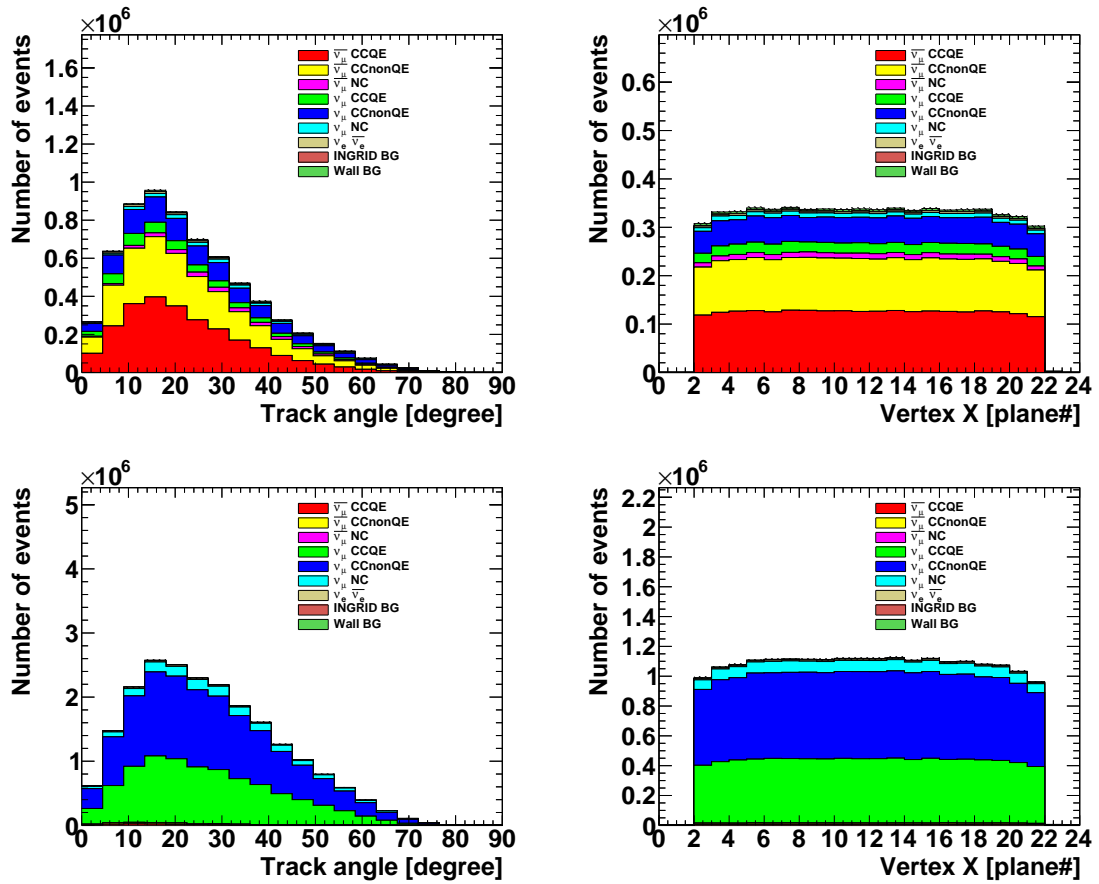 ×10⁶
Number of events
1.6
1.4
1.2
1
0.8
0.6
0.4
0.2
0
0 10 20 30 40 50 60 70 80 90
Track angle [degree]
ν̅μ CCQE
ν̅μ CCnonQE
ν̅μ NC
νμ CCQE
νμ CCnonQE
νμ NC
νe ν̅e
INGRID BG
Wall BG
×10⁶
Number of events
0.6
0.5
0.4
0.3
0.2
0.1
0
0 2 4 6 8 10 12 14 16 18 20 22 24
Vertex X [plane#]
ν̅μ CCQE
ν̅μ CCnonQE
ν̅μ NC
νμ CCQE
νμ CCnonQE
νμ NC
νe ν̅e
INGRID BG
Wall BG
×10⁶
Number of events
5
4
3
2
1
0
0 10 20 30 40 50 60 70 80 90
Track angle [degree]
ν̅μ CCQE
ν̅μ CCnonQE
ν̅μ NC
νμ CCQE
νμ CCnonQE
νμ NC
νe ν̅e
INGRID BG
Wall BG
×10⁶
Number of events
2.2
2
1.8
1.6
1.4
1.2
1
0.8
0.6
0.4
0.2
0
0 2 4 6 8 10 12 14 16 18 20 22 24
Vertex X [plane#]
ν̅μ CCQE
ν̅μ CCnonQE
ν̅μ NC
νμ CCQE
νμ CCnonQE
νμ NC
νe ν̅e
INGRID BG
Wall BG